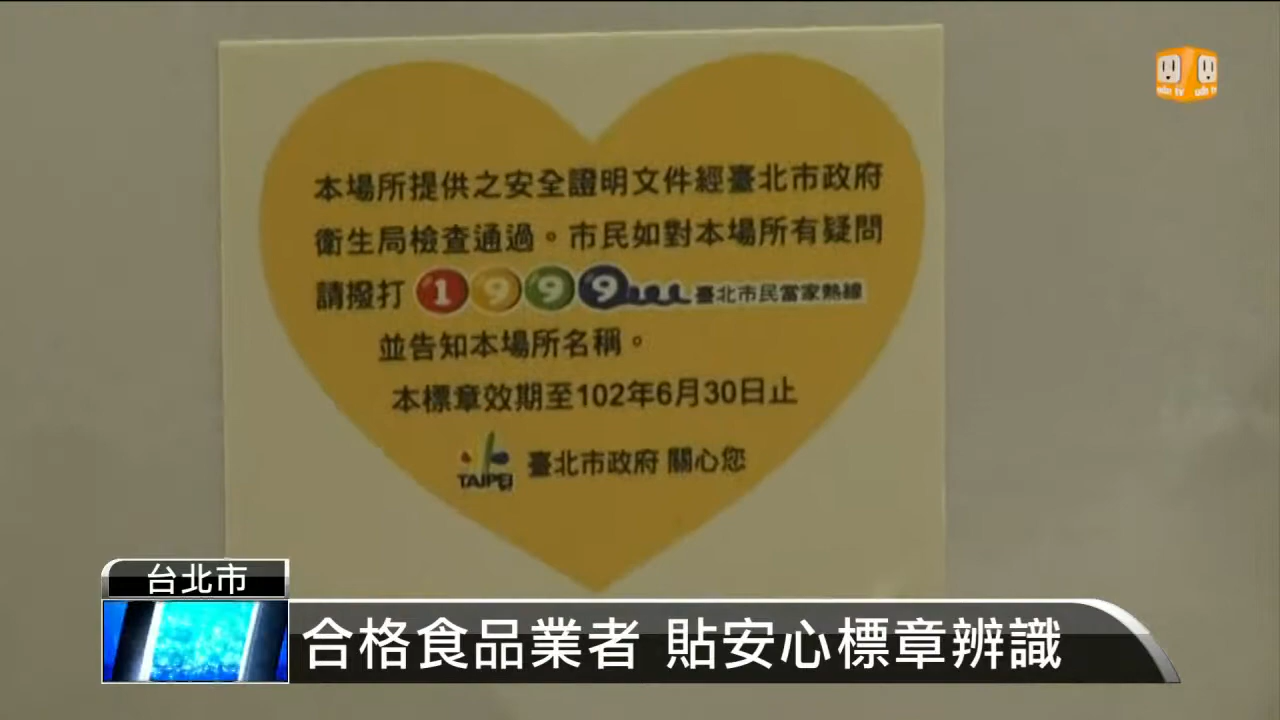 本場所提供之安全證明文件經臺北市政府
衛生局檢查通過。市民如對本場所有疑問
請撥打 1999 臺北市民當家熱線
並告知本場所名稱。
本標章效期至102年6月30日止
TAIPEI 臺北市政府 關心您
udn tv udn tv
台北市
合格食品業者 貼安心標章辨識